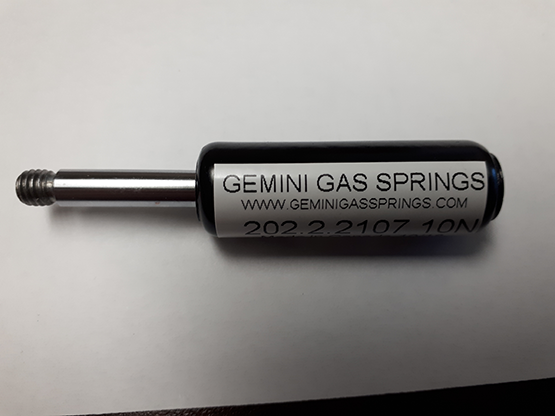 GEMINI GAS SPRINGS
WWW.GEMINIGASSPRINGS.COM
202.2.2107 10N